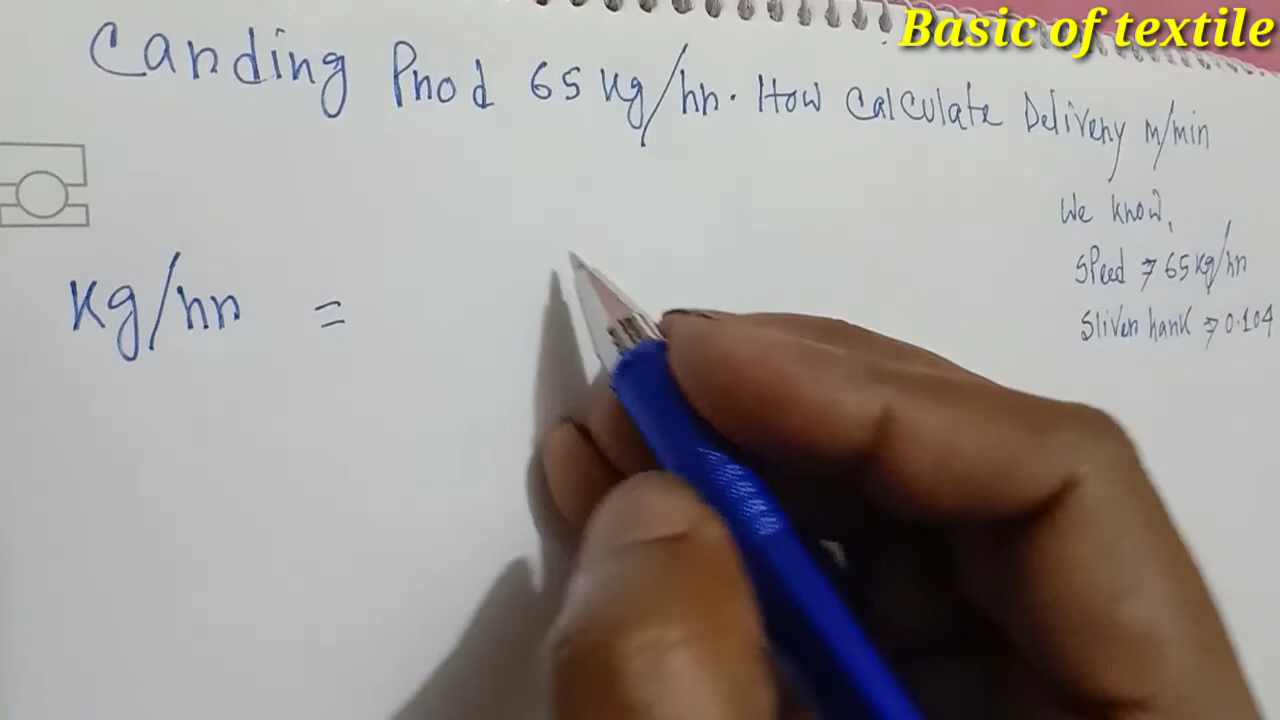 Basic of textile
Carding Prod 65 kg/hr. How Calculate Delivery m/min
We know,
Speed ⇒ 65 kg/hr
Sliver hank ⇒ 0.104
Kg/hr =